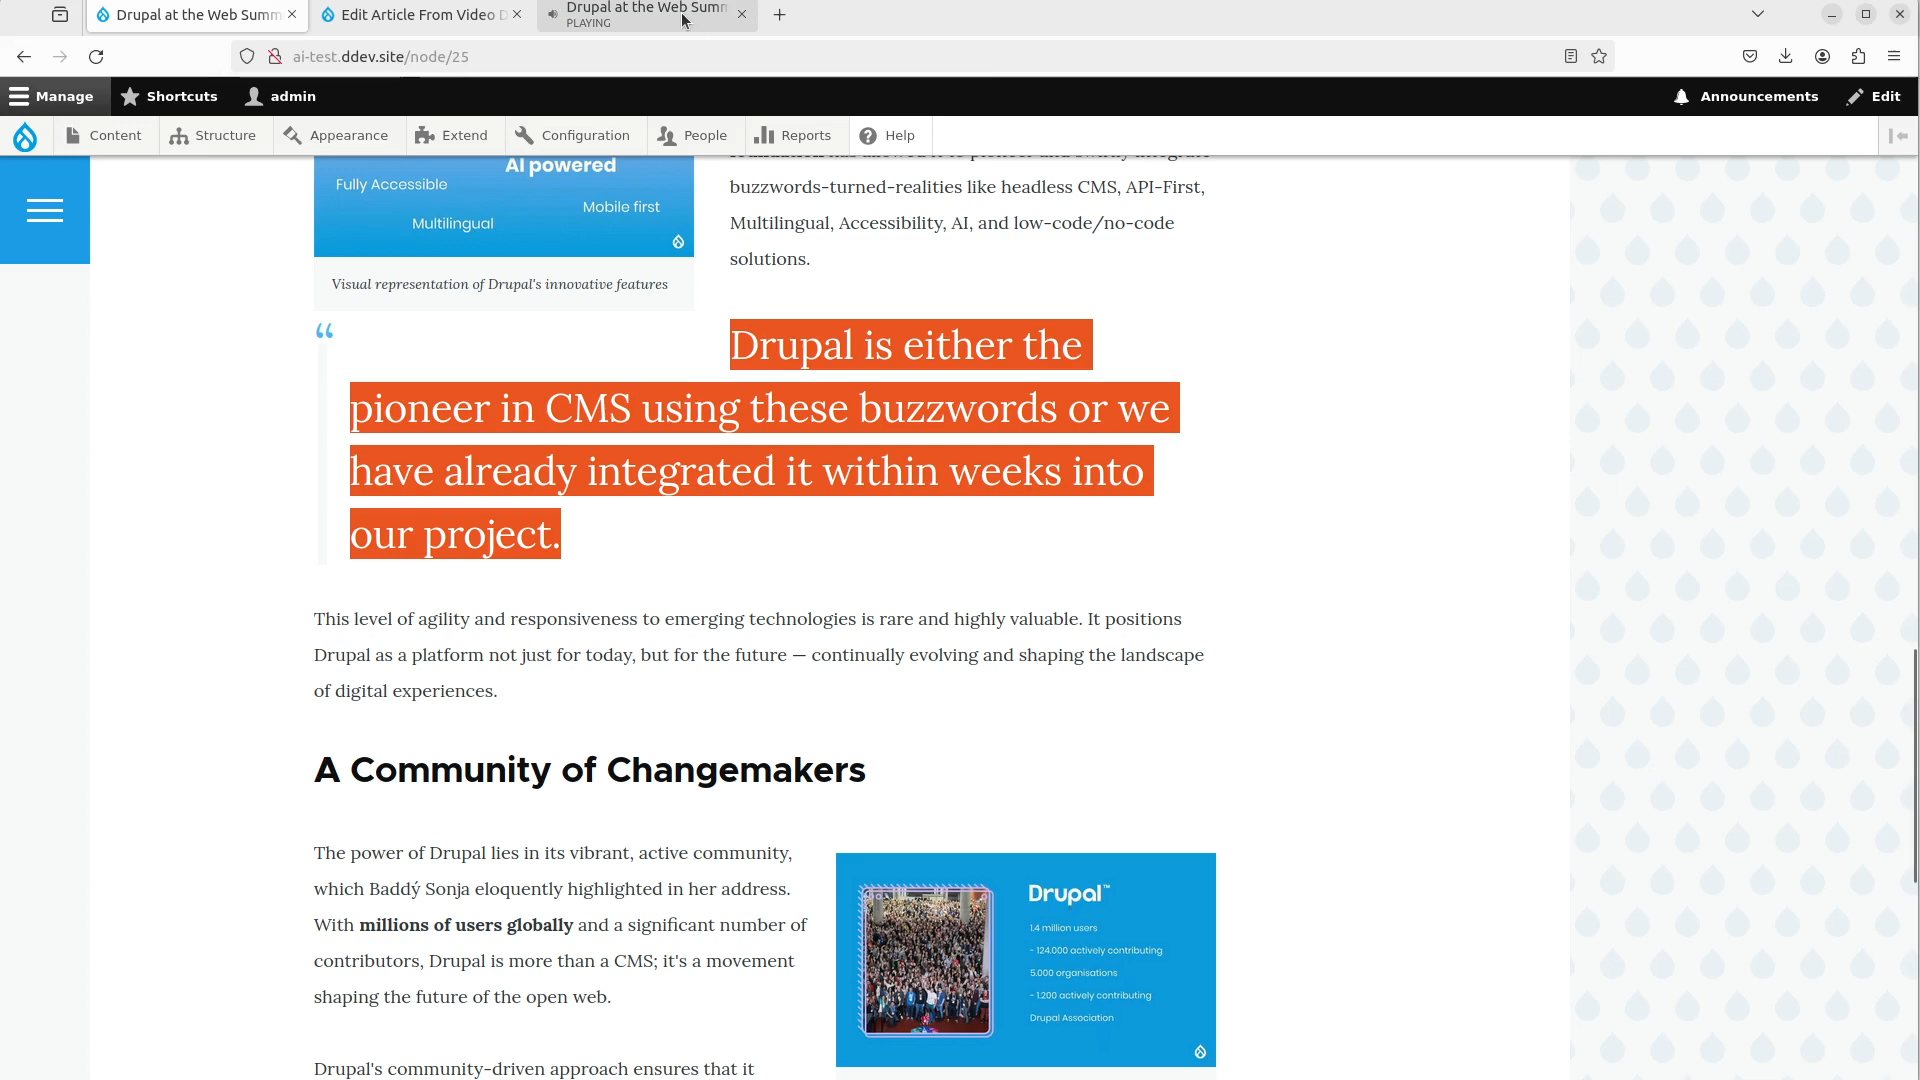 Drupal at the Web Summ
Edit Article From Video D
Drupal at the Web Summ
PLAYING
ai-test.ddev.site/node/25
Manage
Shortcuts
admin
Announcements
Edit
Content
Structure
Appearance
Extend
Configuration
People
Reports
Help
AI powered
Fully Accessible
Mobile first
Multilingual
Visual representation of Drupal's innovative features
buzzwords-turned-realities like headless CMS, API-First,
Multilingual, Accessibility, AI, and low-code/no-code
solutions.
“
Drupal is either the
pioneer in CMS using these buzzwords or we
have already integrated it within weeks into
our project.
This level of agility and responsiveness to emerging technologies is rare and highly valuable. It positions
Drupal as a platform not just for today, but for the future — continually evolving and shaping the landscape
of digital experiences.
A Community of Changemakers
The power of Drupal lies in its vibrant, active community,
which Baddý Sonja eloquently highlighted in her address.
With millions of users globally and a significant number of
contributors, Drupal is more than a CMS; it's a movement
shaping the future of the open web.
Drupal's community-driven approach ensures that it
Drupal™
1.4 million users
- 124.000 actively contributing
5.000 organisations
- 1.200 actively contributing
Drupal Association